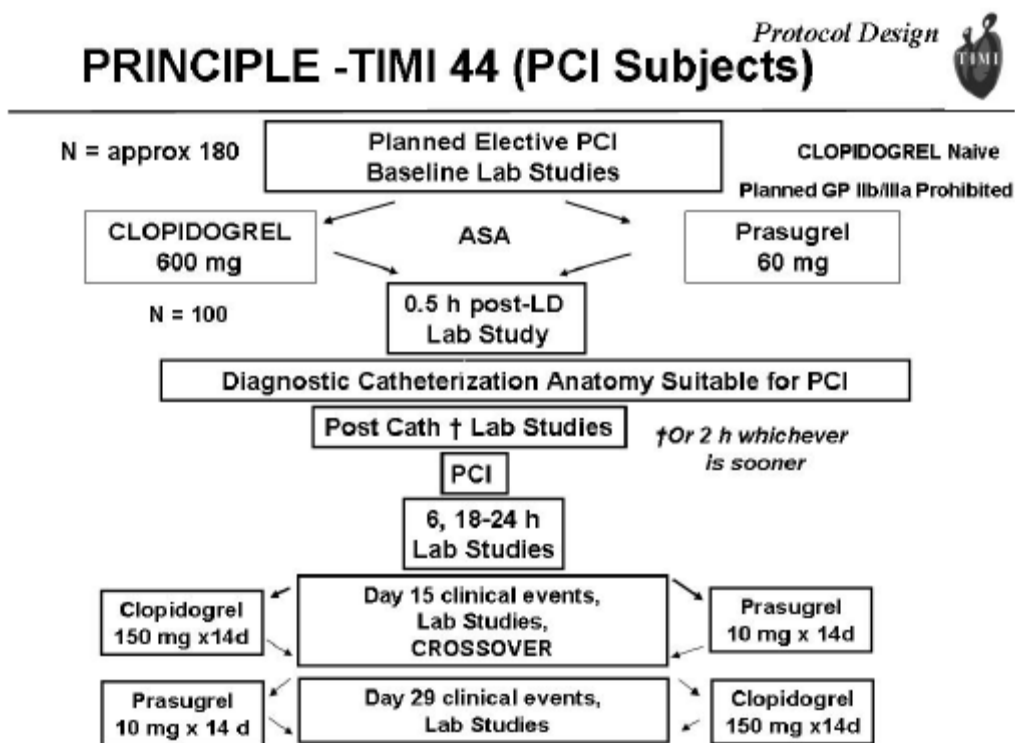 Protocol Design
PRINCIPLE -TIMI 44 (PCI Subjects)
TIMI
N = approx 180
Planned Elective PCI
Baseline Lab Studies
CLOPIDOGREL Naive
Planned GP IIb/IIIa Prohibited
CLOPIDOGREL
600 mg
ASA
Prasugrel
60 mg
N = 100
0.5 h post-LD
Lab Study
Diagnostic Catheterization Anatomy Suitable for PCI
Post Cath † Lab Studies
†Or 2 h whichever
is sooner
PCI
6, 18-24 h
Lab Studies
Clopidogrel
150 mg x14d
Day 15 clinical events,
Lab Studies,
CROSSOVER
Prasugrel
10 mg x 14d
Prasugrel
10 mg x 14 d
Day 29 clinical events,
Lab Studies
Clopidogrel
150 mg x14d